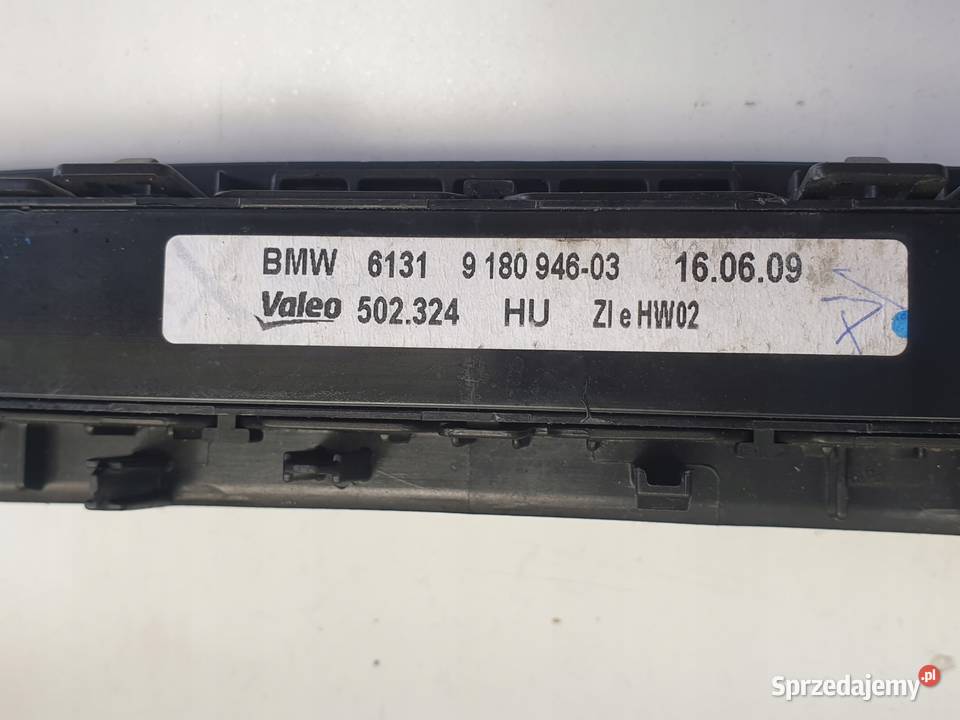 BMW 6131 9 180 946-03 16.06.09
Valeo 502.324 HU ZI e HW02
X
Sprzedajemy.pl